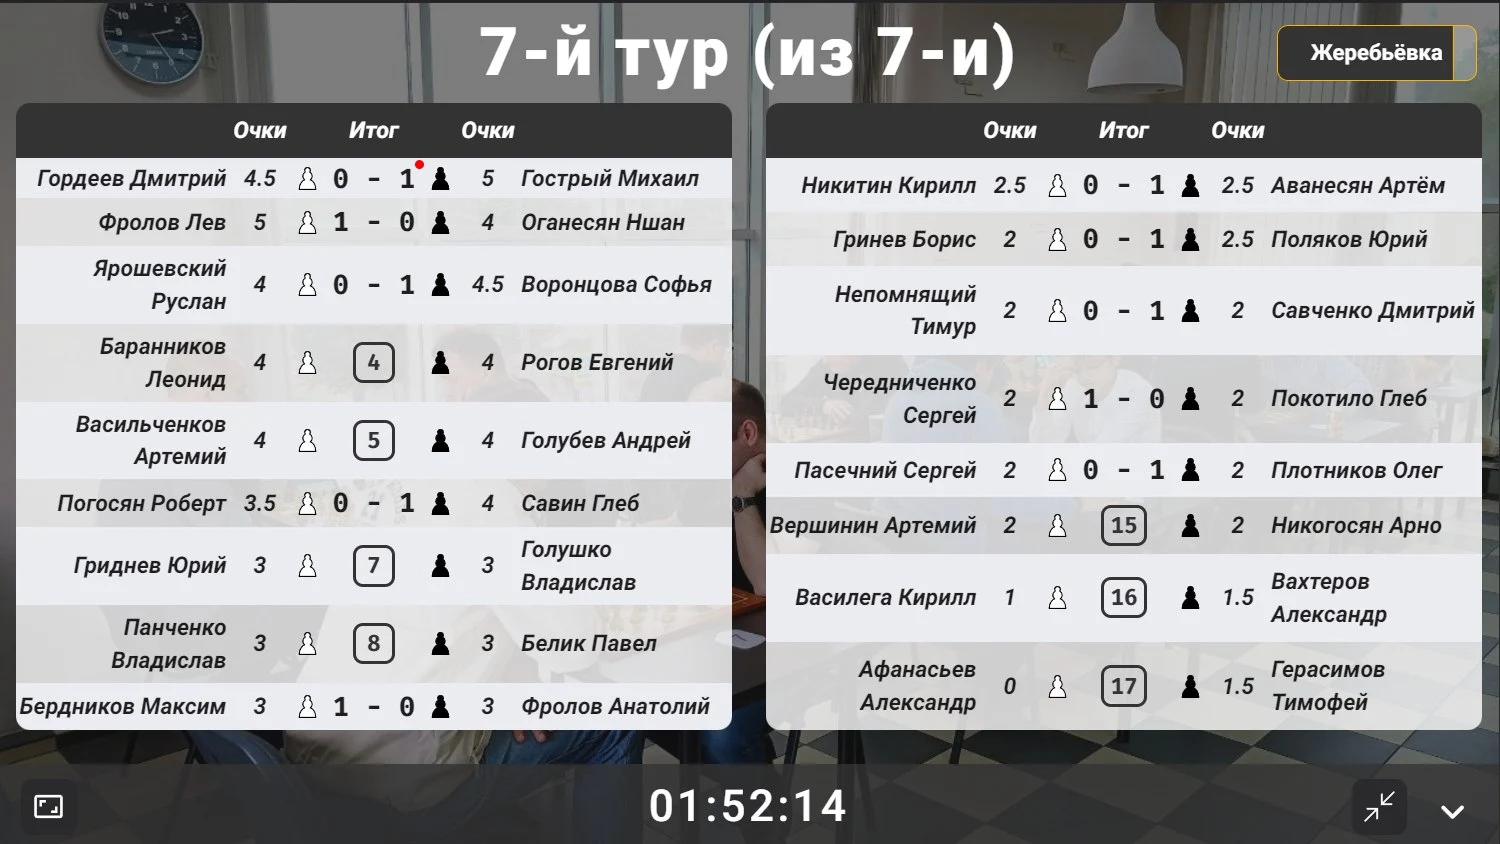 7-й тур (из 7-и)
Жеребьёвка
Очки Итог Очки
Гордеев Дмитрий 4.5 0 - 1 5 Гострый Михаил
Фролов Лев 5 1 - 0 4 Оганесян Ншан
Ярошевский
Руслан
4 0 - 1 4.5 Воронцова Софья
Баранников
Леонид
4 4 4 Рогов Евгений
Васильченков
Артемий
4 5 4 Голубев Андрей
Погосян Роберт 3.5 0 - 1 4 Савин Глеб
Гриднев Юрий 3 7 3
Голушко
Владислав
Панченко
Владислав
3 8 3 Белик Павел
Бердников Максим 3 1 - 0 3 Фролов Анатолий
Очки Итог Очки
Никитин Кирилл 2.5 0 - 1 2.5 Аванесян Артём
Гринев Борис 2 0 - 1 2.5 Поляков Юрий
Непомнящий
Тимур
2 0 - 1 2 Савченко Дмитрий
Чередниченко
Сергей
2 1 - 0 2 Покотило Глеб
Пасечний Сергей 2 0 - 1 2 Плотников Олег
Вершинин Артемий 2 15 2 Никогосян Арно
Василега Кирилл 1 16 1.5
Вахтеров
Александр
Афанасьев
Александр
0 17 1.5
Герасимов
Тимофей
01:52:14